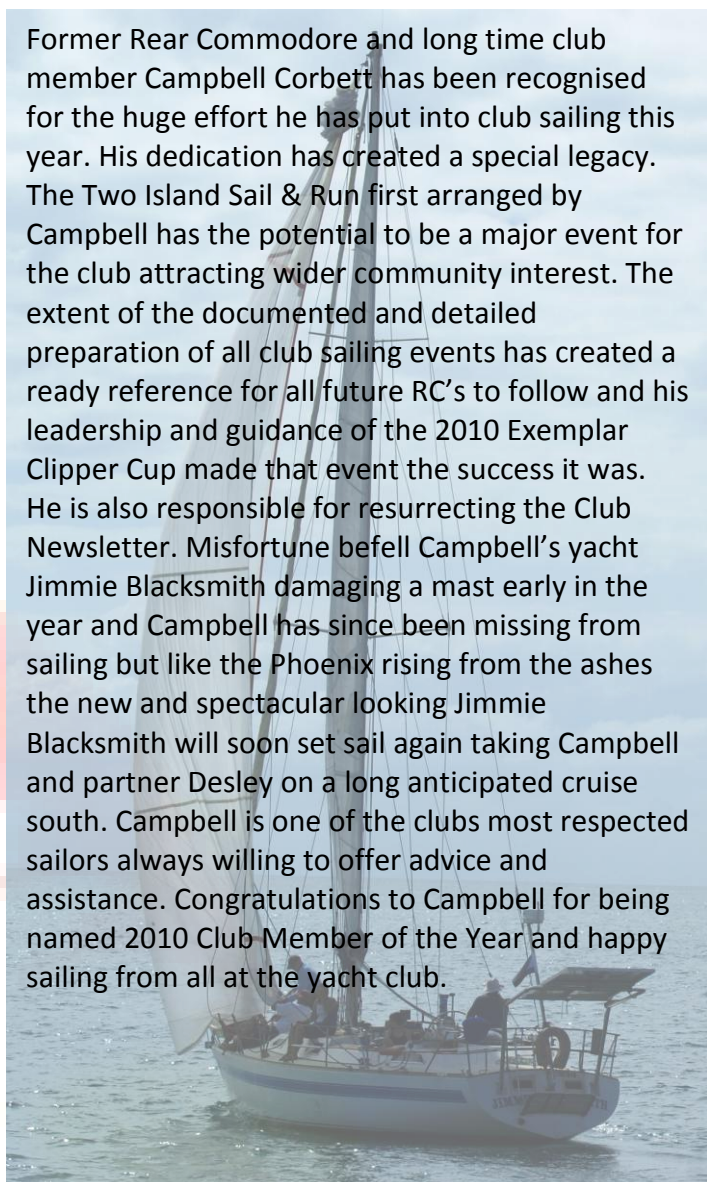 Former Rear Commodore and long time club
member Campbell Corbett has been recognised
for the huge effort he has put into club sailing this
year. His dedication has created a special legacy.
The Two Island Sail & Run first arranged by
Campbell has the potential to be a major event for
the club attracting wider community interest. The
extent of the documented and detailed
preparation of all club sailing events has created a
ready reference for all future RC’s to follow and his
leadership and guidance of the 2010 Exemplar
Clipper Cup made that event the success it was.
He is also responsible for resurrecting the Club
Newsletter. Misfortune befell Campbell’s yacht
Jimmie Blacksmith damaging a mast early in the
year and Campbell has since been missing from
sailing but like the Phoenix rising from the ashes
the new and spectacular looking Jimmie
Blacksmith will soon set sail again taking Campbell
and partner Desley on a long anticipated cruise
south. Campbell is one of the clubs most respected
sailors always willing to offer advice and
assistance. Congratulations to Campbell for being
named 2010 Club Member of the Year and happy
sailing from all at the yacht club.